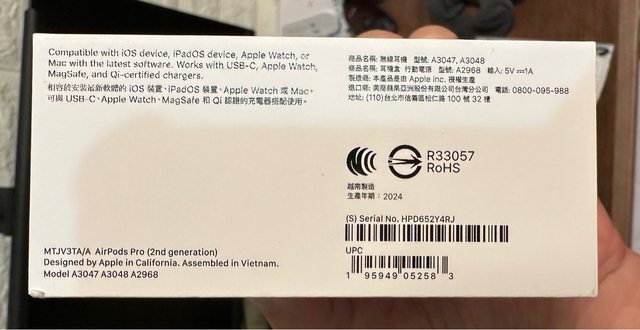 Compatible with iOS device, iPadOS device, Apple Watch, or
Mac with the latest software. Works with USB-C, Apple Watch,
MagSafe, and Qi-certified chargers.
相容於安裝最新軟體的 iOS 裝置、iPadOS 裝置、Apple Watch 或 Mac。
可與 USB-C、Apple Watch、MagSafe 和 Qi 認證的充電器搭配使用。
商品名稱: 無線耳機 型號: A3047, A3048
商品名稱: 耳機盒 行動電源 型號: A2968 輸入: 5V⎓1A
製造商: 本產品是由 Apple Inc. 授權生產
進口商: 美商蘋果亞洲股份有限公司台灣分公司 電話: 0800-095-988
地址: (110)台北市信義區松仁路 100 號 32 樓
R33057
RoHS
越南製造
生產年期: 2024
(S) Serial No. HPD652Y4RJ
UPC
1 95949 05258 3
MTJV3TA/A AirPods Pro (2nd generation)
Designed by Apple in California. Assembled in Vietnam.
Model A3047 A3048 A2968